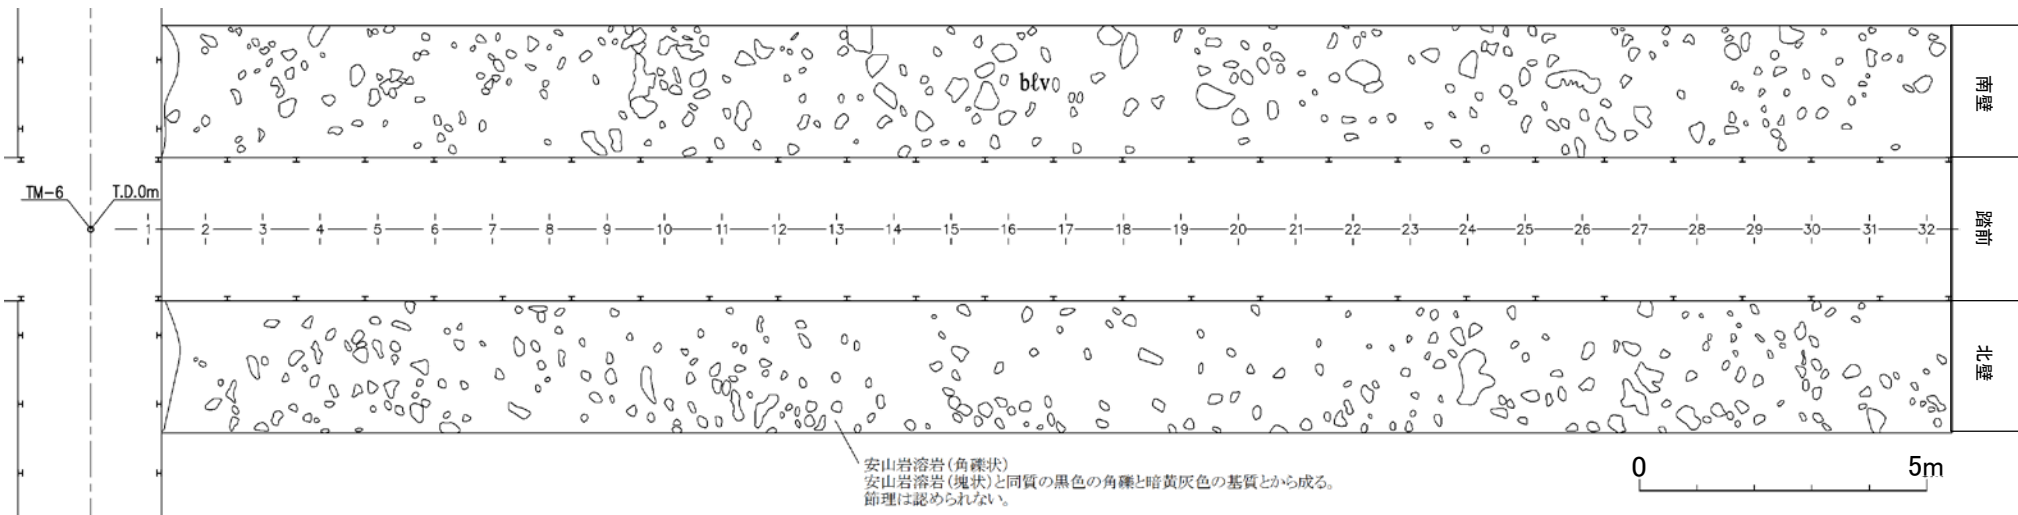 bℓvo
南壁
TM-6
T.D.0m
1 2 3 4 5 6 7 8 9 10 11 12 13 14 15 16 17 18 19 20 21 22 23 24 25 26 27 28 29 30 31 32
踏前
北壁
安山岩溶岩(角礫状)
安山岩溶岩(塊状)と同質の黒色の角礫と暗黄灰色の基質とから成る。
節理は認められない。
0 5m